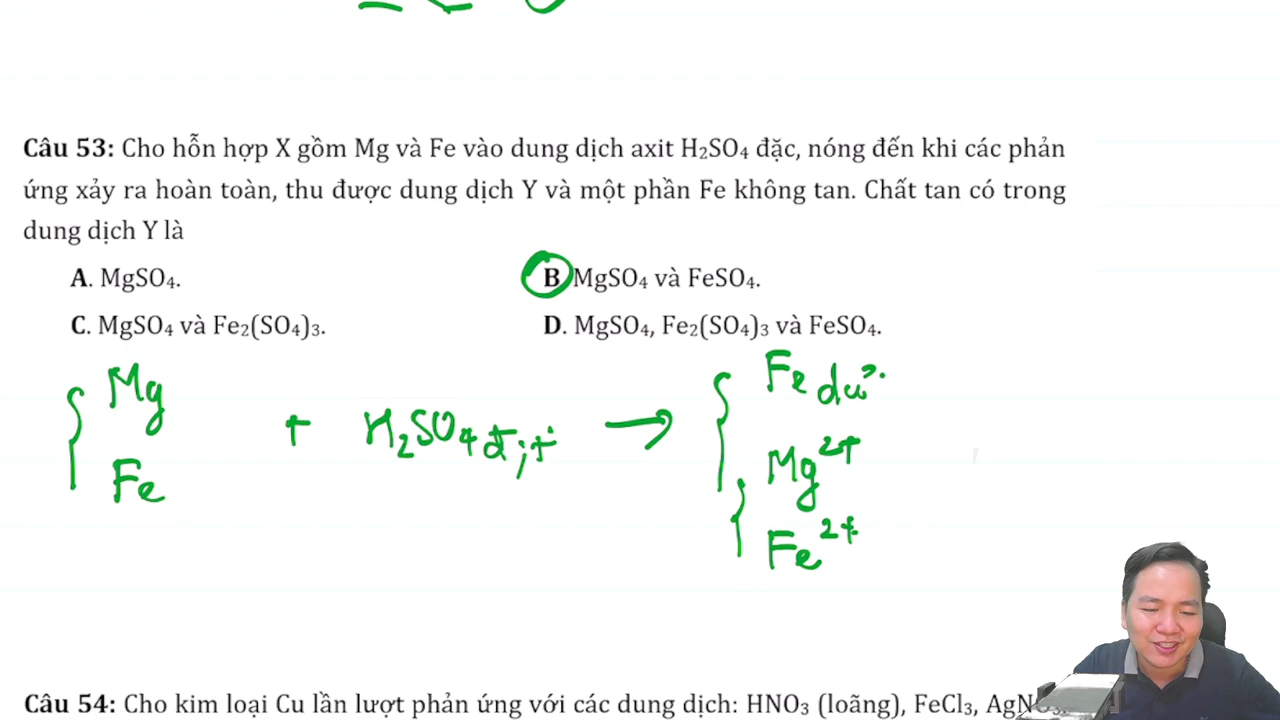 Câu 53: Cho hỗn hợp X gồm Mg và Fe vào dung dịch axit H₂SO₄ đặc, nóng đến khi các phản
ứng xảy ra hoàn toàn, thu được dung dịch Y và một phần Fe không tan. Chất tan có trong
dung dịch Y là
A. MgSO₄. B MgSO₄ và FeSO₄.
C. MgSO₄ và Fe₂(SO₄)₃. D. MgSO₄, Fe₂(SO₄)₃ và FeSO₄.
Mg
Fe
+ H₂SO₄ đ,t° →
Fe dư
Mg²⁺
Fe²⁺
Câu 54: Cho kim loại Cu lần lượt phản ứng với các dung dịch: HNO₃ (loãng), FeCl₃,